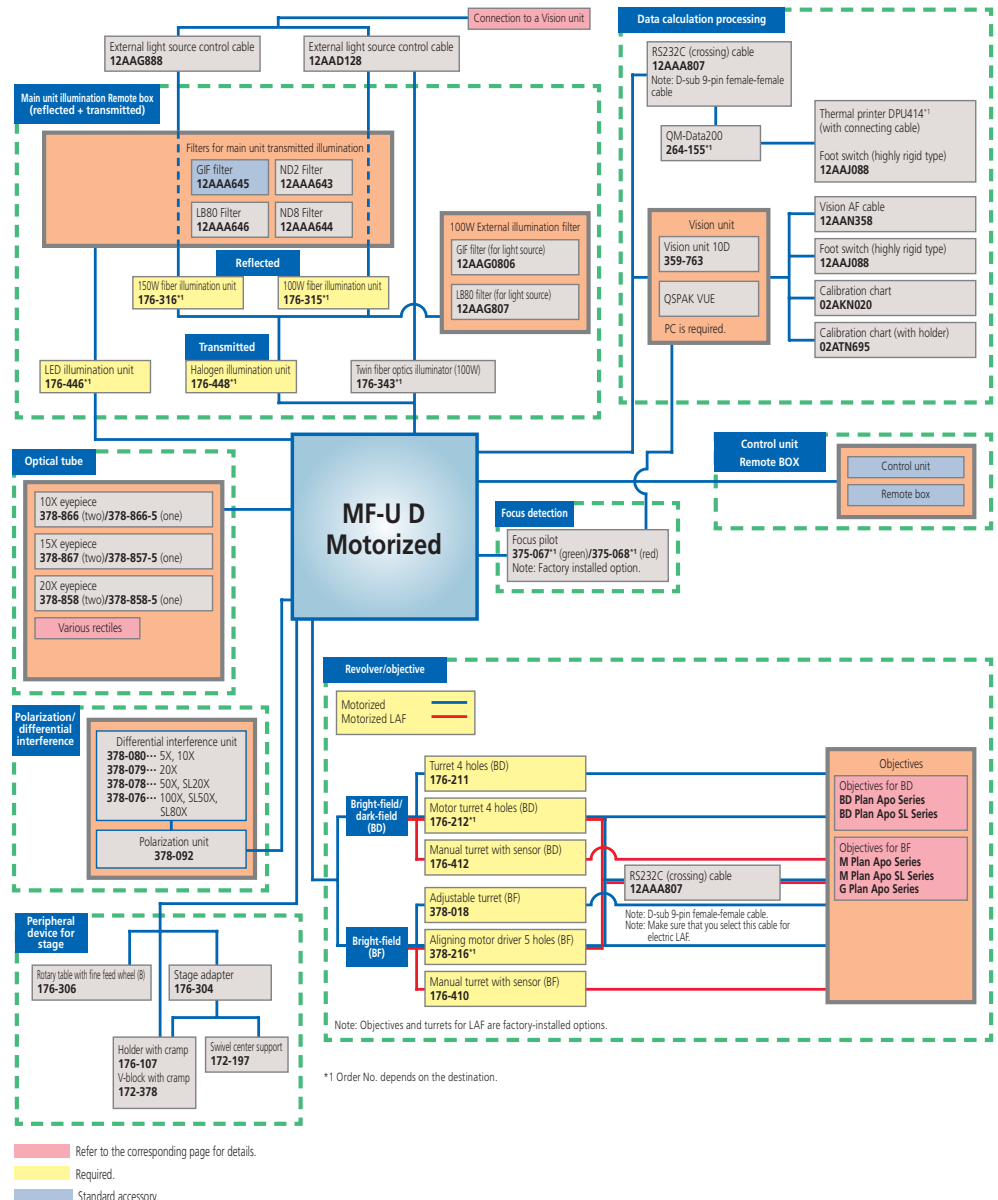 Connection to a Vision unit
External light source control cable
12AAG888
External light source control cable
12AAD128
Main unit illumination Remote box
(reflected + transmitted)
Filters for main unit transmitted illumination
GIF filter
12AAA645
ND2 Filter
12AAA643
LB80 Filter
12AAA646
ND8 Filter
12AAA644
Reflected
150W fiber illumination unit
176-316*1
100W fiber illumination unit
176-315*1
100W External illumination filter
GIF filter (for light source)
12AAG0806
LB80 filter (for light source)
12AAG807
Transmitted
LED illumination unit
176-446*1
Halogen illumination unit
176-448*1
Twin fiber optics illuminator (100W)
176-343*1
Data calculation processing
RS232C (crossing) cable
12AAA807
Note: D-sub 9-pin female-female
cable
QM-Data200
264-155*1
Thermal printer DPU414*1
(with connecting cable)
Foot switch (highly rigid type)
12AAJ088
Vision unit
Vision unit 10D
359-763
QSPAK VUE
PC is required.
Vision AF cable
12AAN358
Foot switch (highly rigid type)
12AAJ088
Calibration chart
02AKN020
Calibration chart (with holder)
02ATN695
Control unit
Remote BOX
Control unit
Remote box
Optical tube
10X eyepiece
378-866 (two)/378-866-5 (one)
15X eyepiece
378-867 (two)/378-857-5 (one)
20X eyepiece
378-858 (two)/378-858-5 (one)
Various rectiles
MF-U D
Motorized
Focus detection
Focus pilot
375-067*1 (green)/375-068*1 (red)
Note: Factory installed option.
Polarization/
differential
interference
Differential interference unit
378-080··· 5X, 10X
378-079··· 20X
378-078··· 50X, SL20X
378-076··· 100X, SL50X,
SL80X
Polarization unit
378-092
Revolver/objective
Motorized
Motorized LAF
Bright-field/
dark-field
(BD)
Turret 4 holes (BD)
176-211
Motor turret 4 holes (BD)
176-212*1
Manual turret with sensor (BD)
176-412
Bright-field
(BF)
Adjustable turret (BF)
378-018
Aligning motor driver 5 holes (BF)
378-216*1
Manual turret with sensor (BF)
176-410
RS232C (crossing) cable
12AAA807
Note: D-sub 9-pin female-female cable.
Note: Make sure that you select this cable for
electric LAF.
Objectives
Objectives for BD
BD Plan Apo Series
BD Plan Apo SL Series
Objectives for BF
M Plan Apo Series
M Plan Apo SL Series
G Plan Apo Series
Note: Objectives and turrets for LAF are factory-installed options.
Peripheral
device for
stage
Rotary table with fine feed wheel (B)
176-306
Stage adapter
176-304
Holder with cramp
176-107
V-block with cramp
172-378
Swivel center support
172-197
*1 Order No. depends on the destination.
Refer to the corresponding page for details.
Required.
Standard accessory